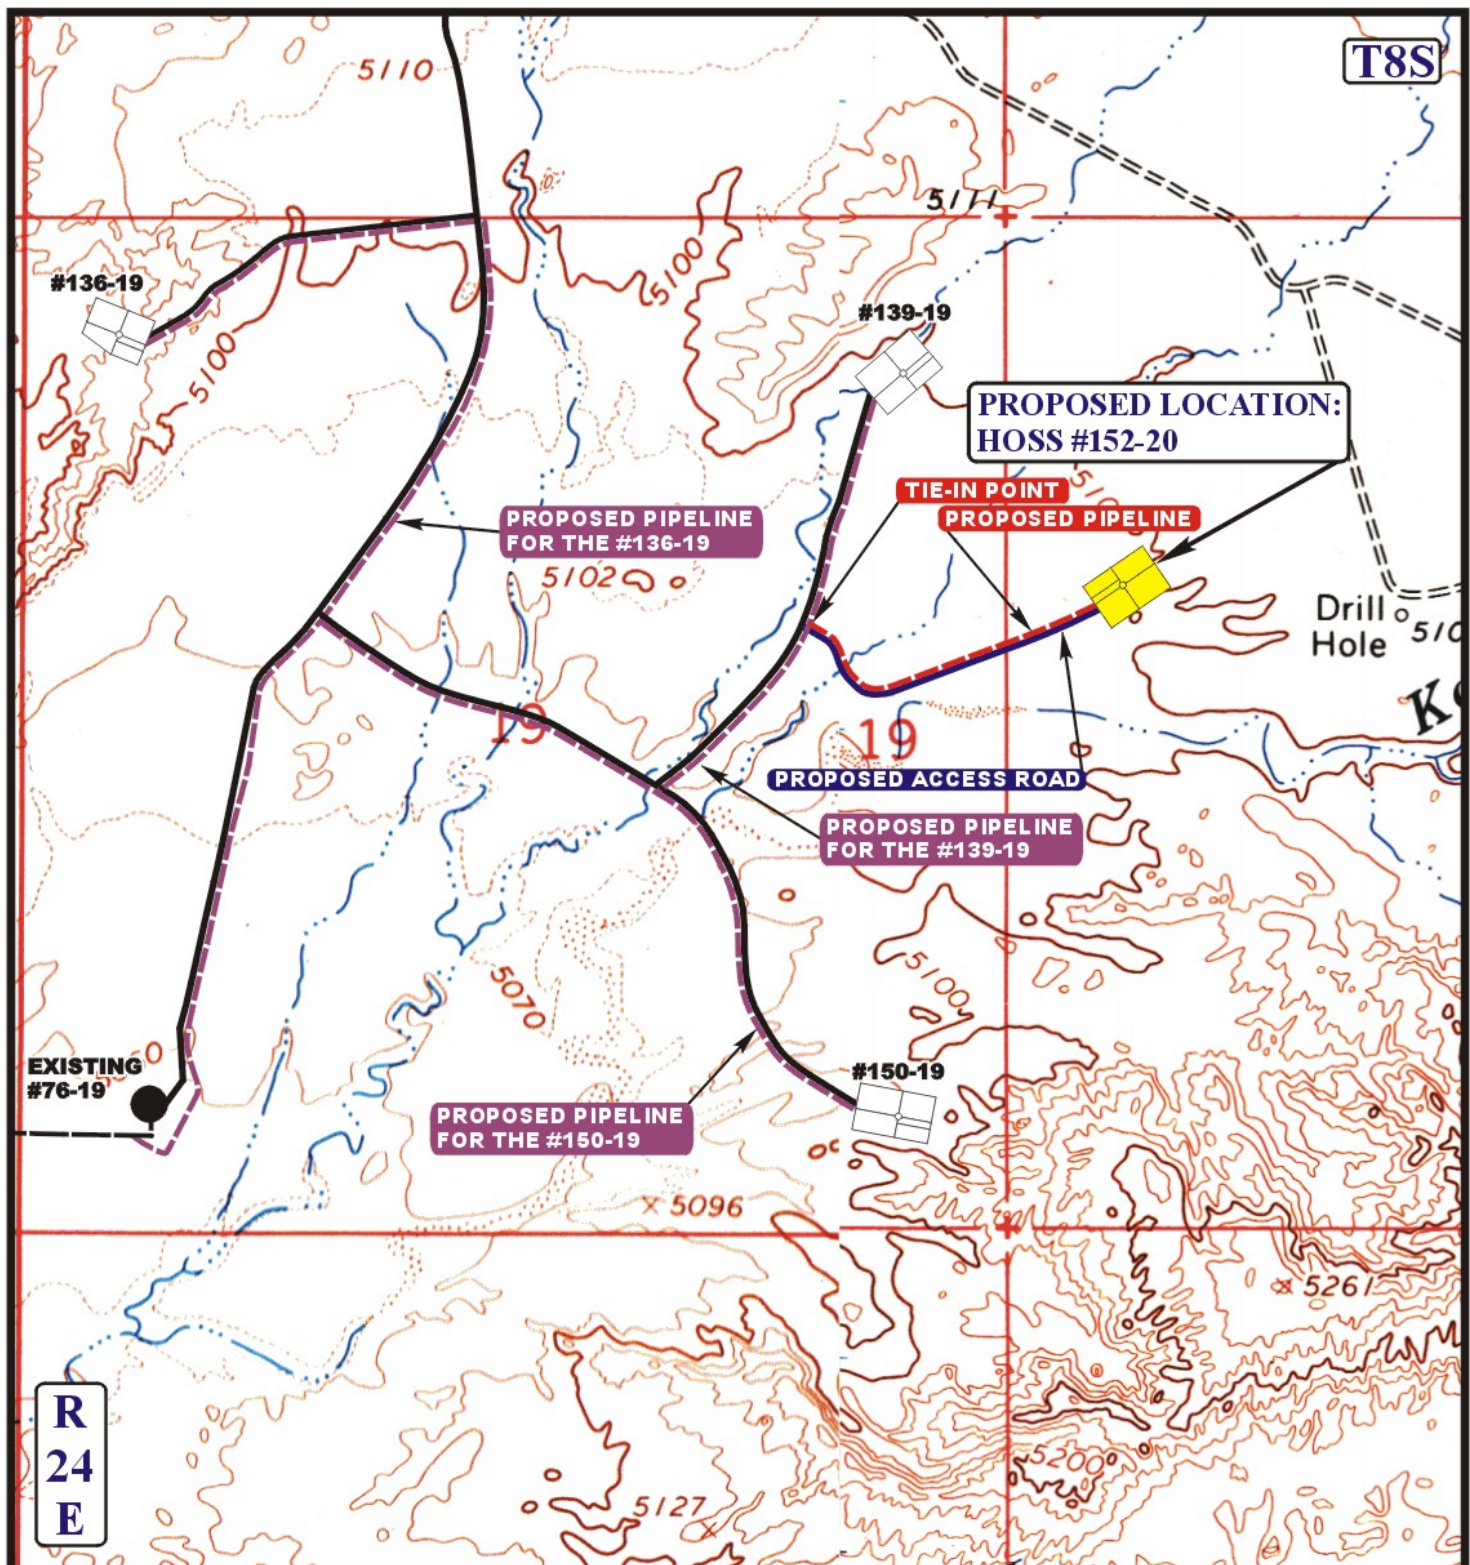 T8S
5110
5111
#136-19
5100
5100
#139-19
PROPOSED LOCATION:
HOSS #152-20
TIE-IN POINT
PROPOSED PIPELINE
PROPOSED PIPELINE
FOR THE #136-19
5102
Drill
Hole
510
19
19
PROPOSED ACCESS ROAD
PROPOSED PIPELINE
FOR THE #139-19
5100
5070
EXISTING
#76-19
#150-19
PROPOSED PIPELINE
FOR THE #150-19
5096
5261
R
24
E
5200
5127